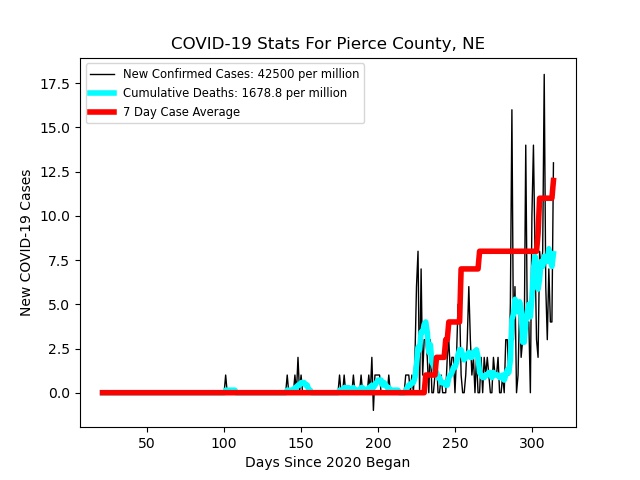 COVID-19 Stats For Pierce County, NE
New Confirmed Cases: 42500 per million
Cumulative Deaths: 1678.8 per million
7 Day Case Average
New COVID-19 Cases
17.5
15.0
12.5
10.0
7.5
5.0
2.5
0.0
50 100 150 200 250 300
Days Since 2020 Began